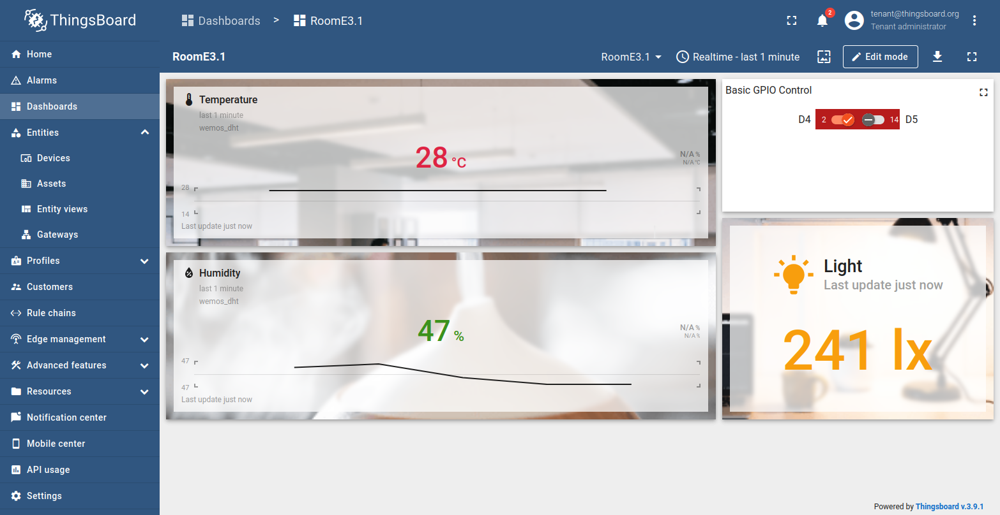 ThingsBoard
Dashboards > RoomE3.1
2
tenant@thingsboard.org
Tenant administrator
RoomE3.1
RoomE3.1
Realtime - last 1 minute
Edit mode
Home
Alarms
Dashboards
Entities
Devices
Assets
Entity views
Gateways
Profiles
Customers
Rule chains
Edge management
Advanced features
Resources
Notification center
Mobile center
API usage
Settings
Temperature
last 1 minute
wemos_dht
28 °C
N/A %
N/A °C
28
14
Last update just now
Humidity
last 1 minute
wemos_dht
47 %
N/A %
N/A %
47
47
Last update just now
Basic GPIO Control
D4 2 14 D5
Light
Last update just now
241 lx
Powered by Thingsboard v.3.9.1